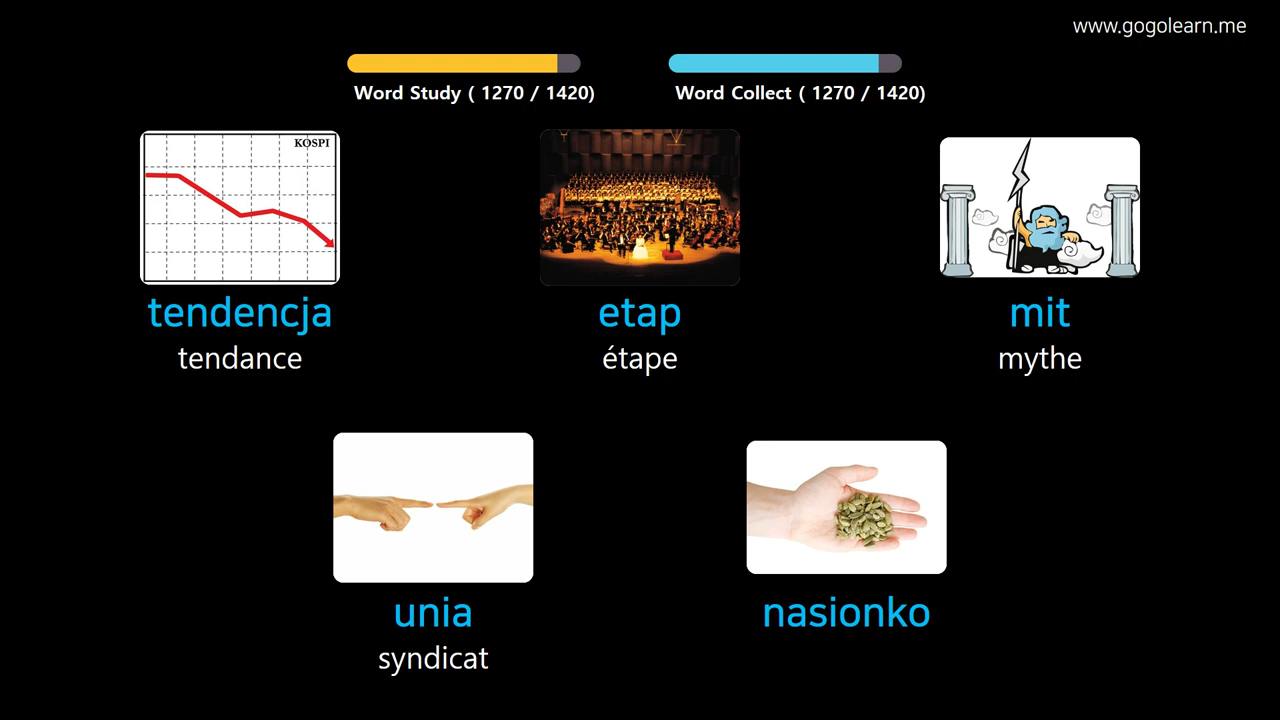 www.gogolearn.me
Word Study ( 1270 / 1420)
Word Collect ( 1270 / 1420)
KOSPI
tendencja
tendance
etap
étape
mit
mythe
unia
syndicat
nasionko